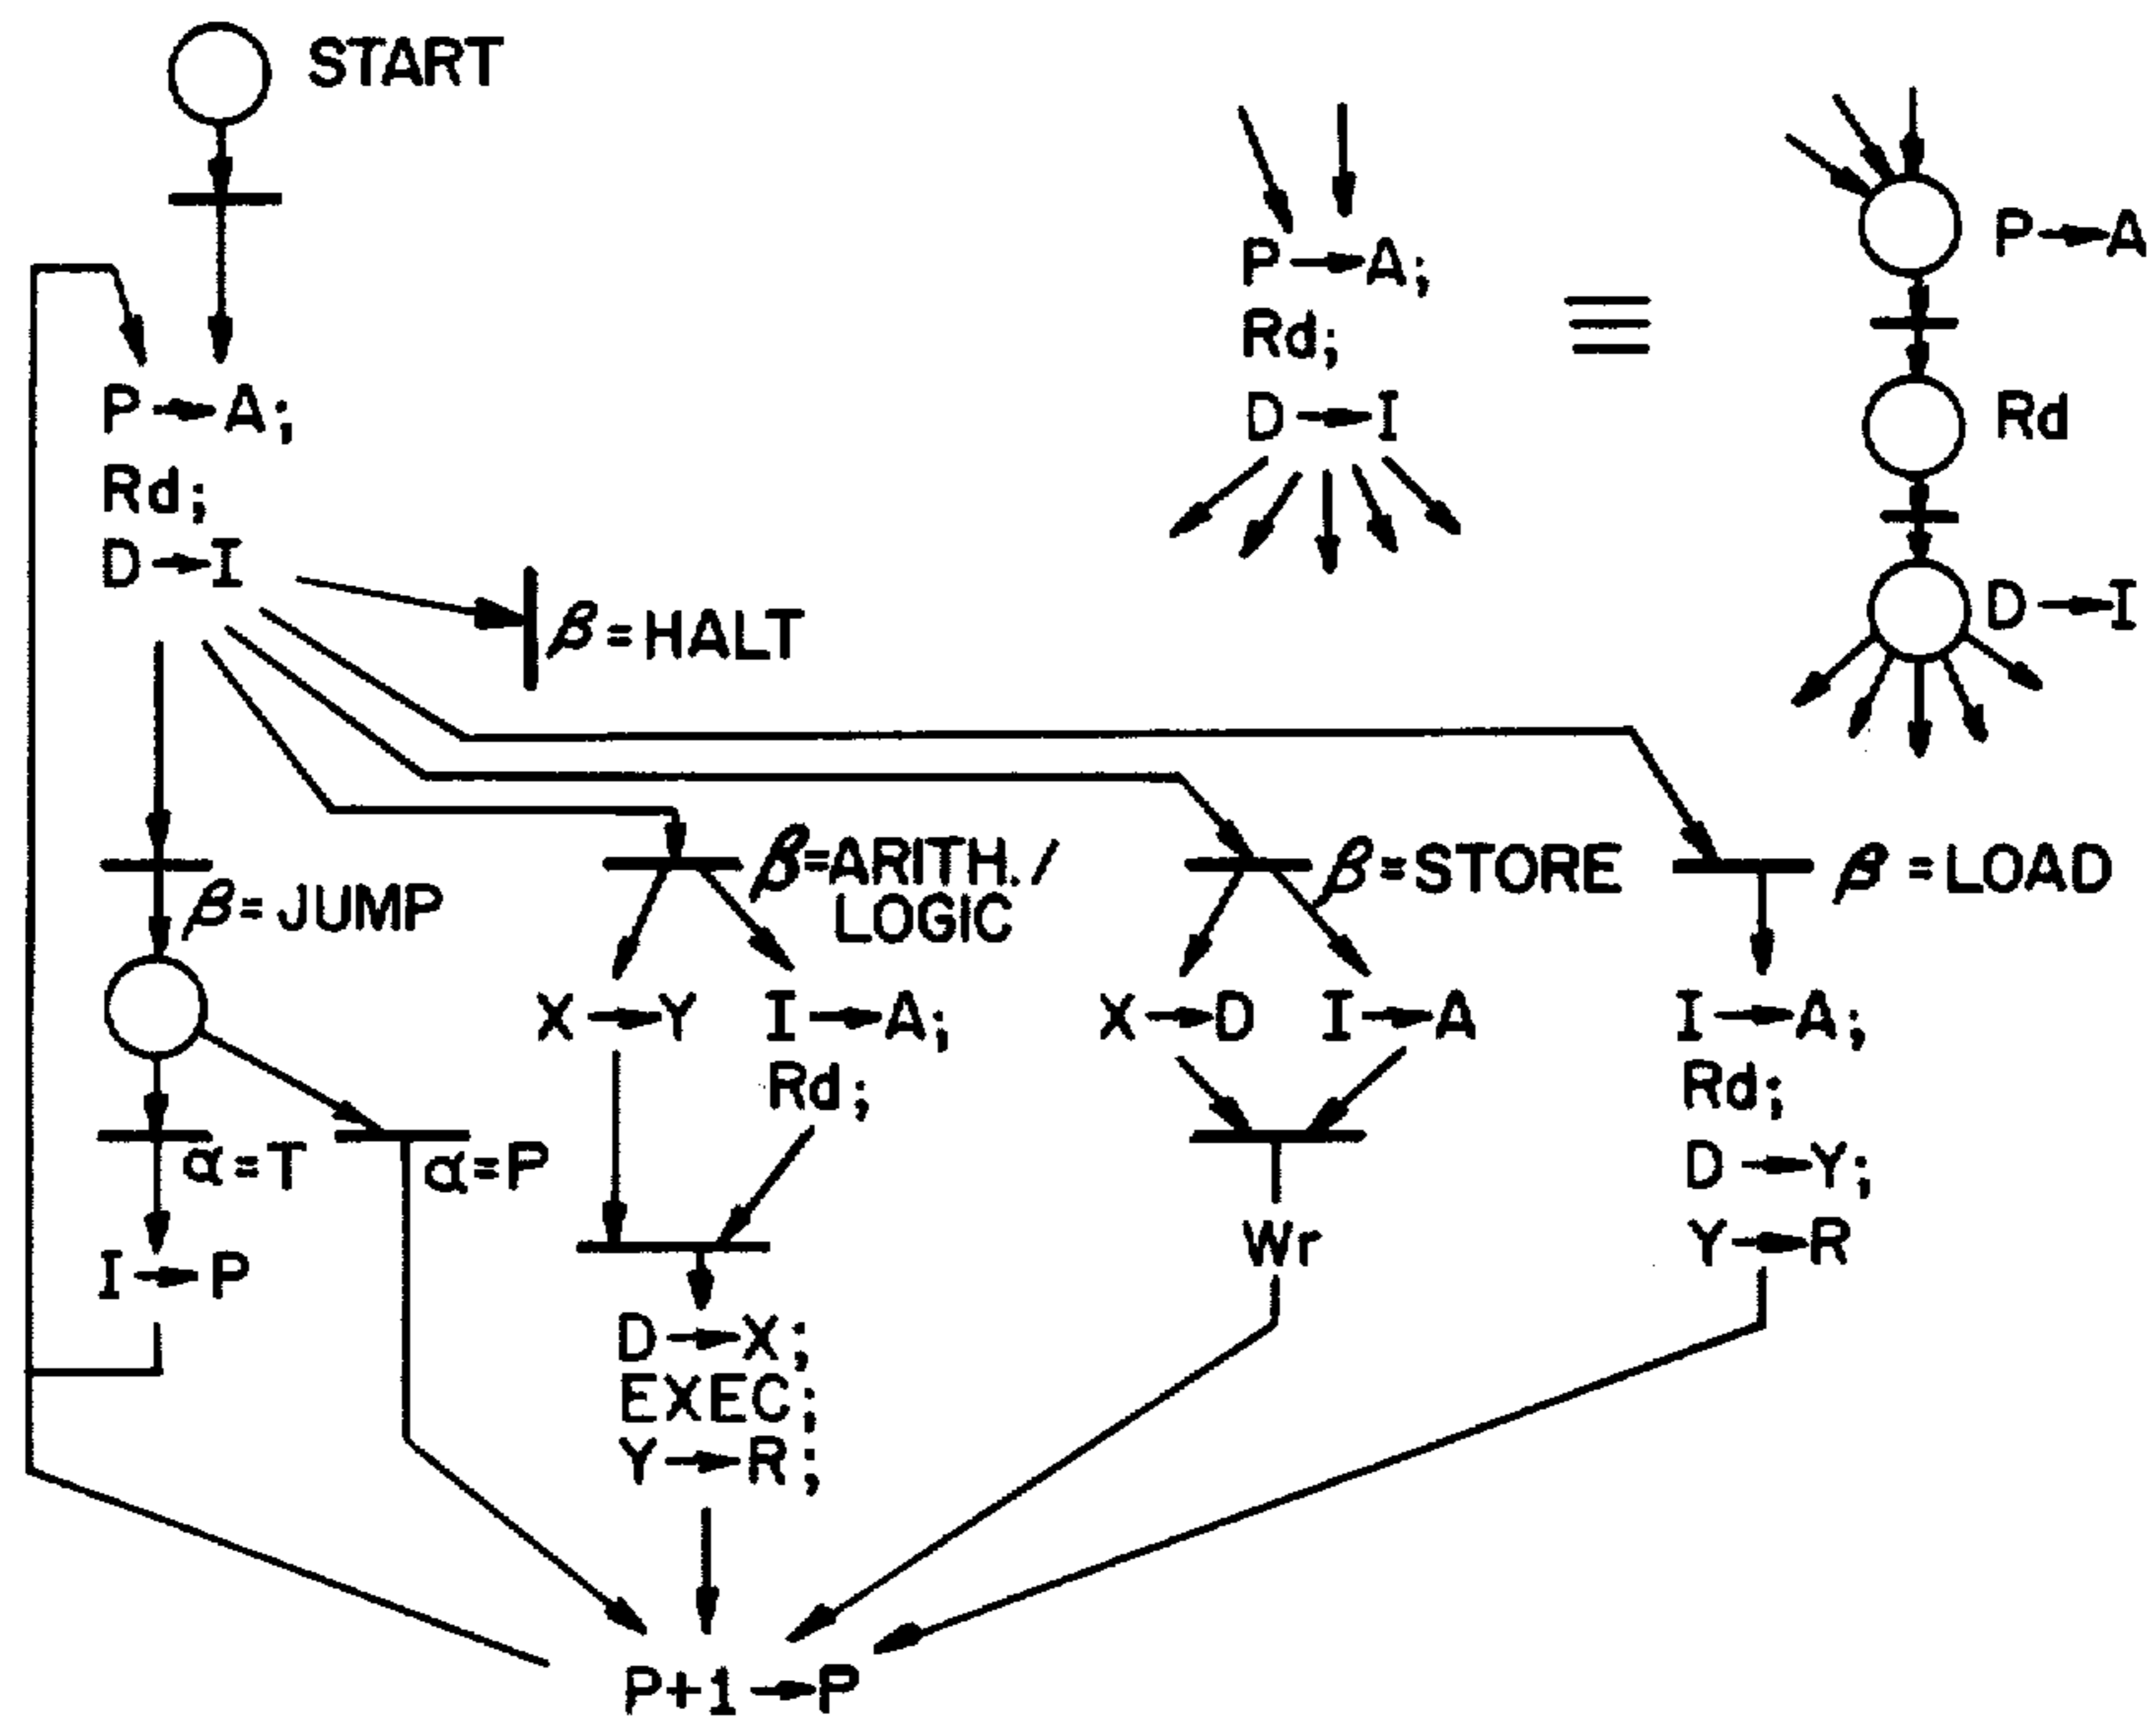 START
P→A;
Rd;
D→I
P→A;
Rd;
D→I
≡
P→A
Rd
D→I
β=HALT
β=JUMP
β=ARITH./
LOGIC
β=STORE
β=LOAD
X→Y
I→A;
Rd;
X→D
I→A
I→A;
Rd;
D→Y;
Y→R
α=T
α=P
I→P
Wr
D→X;
EXEC;
Y→R;
P+1→P